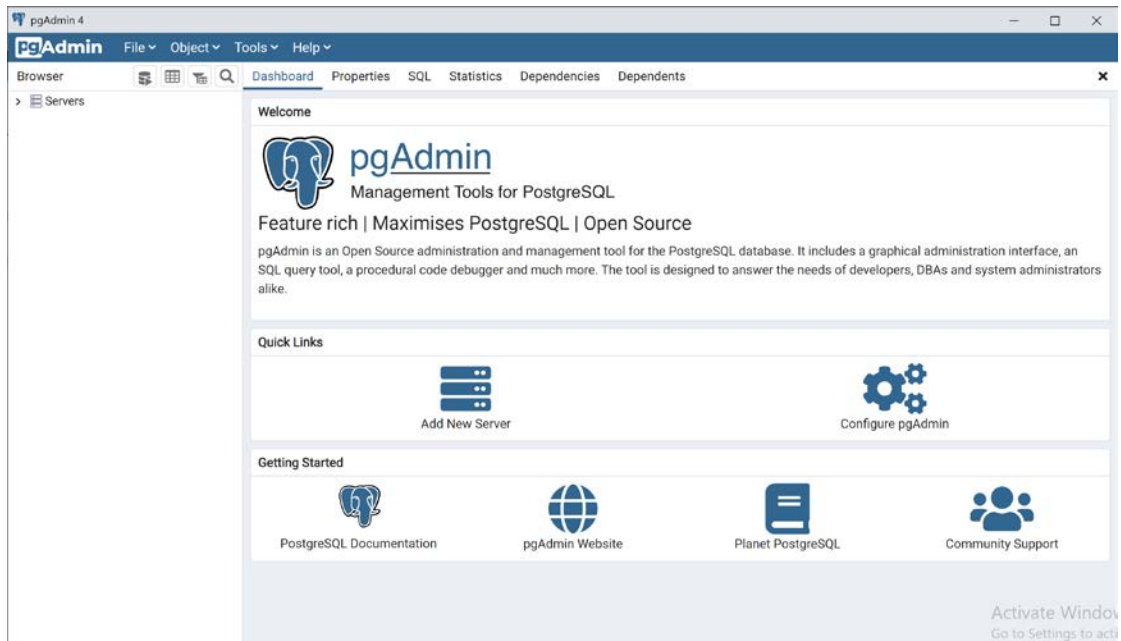 pgAdmin 4
pgAdmin File Object Tools Help
Browser Dashboard Properties SQL Statistics Dependencies Dependents
Servers
Welcome
pgAdmin
Management Tools for PostgreSQL
Feature rich | Maximises PostgreSQL | Open Source
pgAdmin is an Open Source administration and management tool for the PostgreSQL database. It includes a graphical administration interface, an
SQL query tool, a procedural code debugger and much more. The tool is designed to answer the needs of developers, DBAs and system administrators
alike.
Quick Links
Add New Server Configure pgAdmin
Getting Started
PostgreSQL Documentation pgAdmin Website Planet PostgreSQL Community Support
Activate Window
Go to Settings to acti